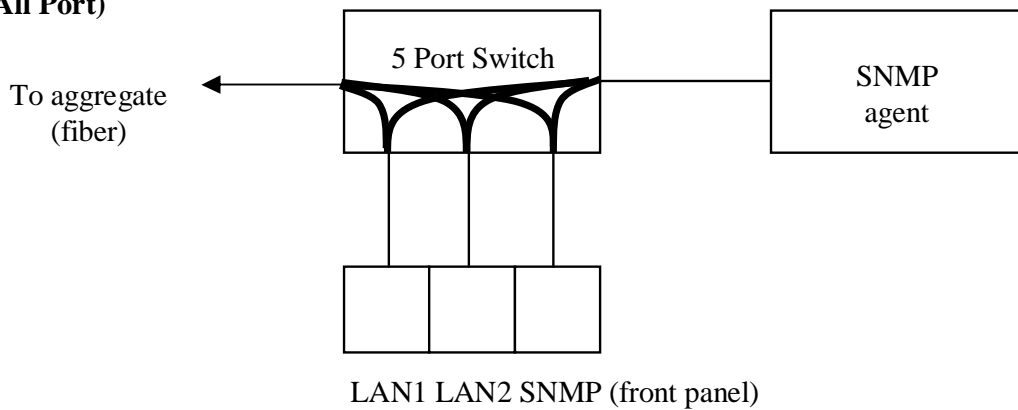 All Port)
5 Port Switch
To aggregate
(fiber)
SNMP
agent
LAN1 LAN2 SNMP (front panel)